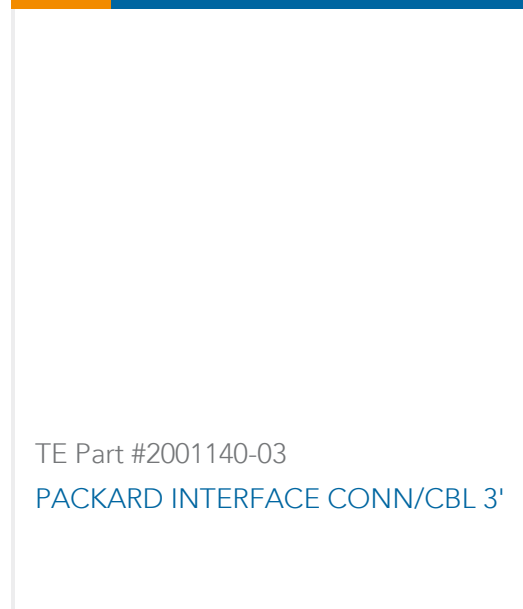 TE Part #2001140-03
PACKARD INTERFACE CONN/CBL 3'